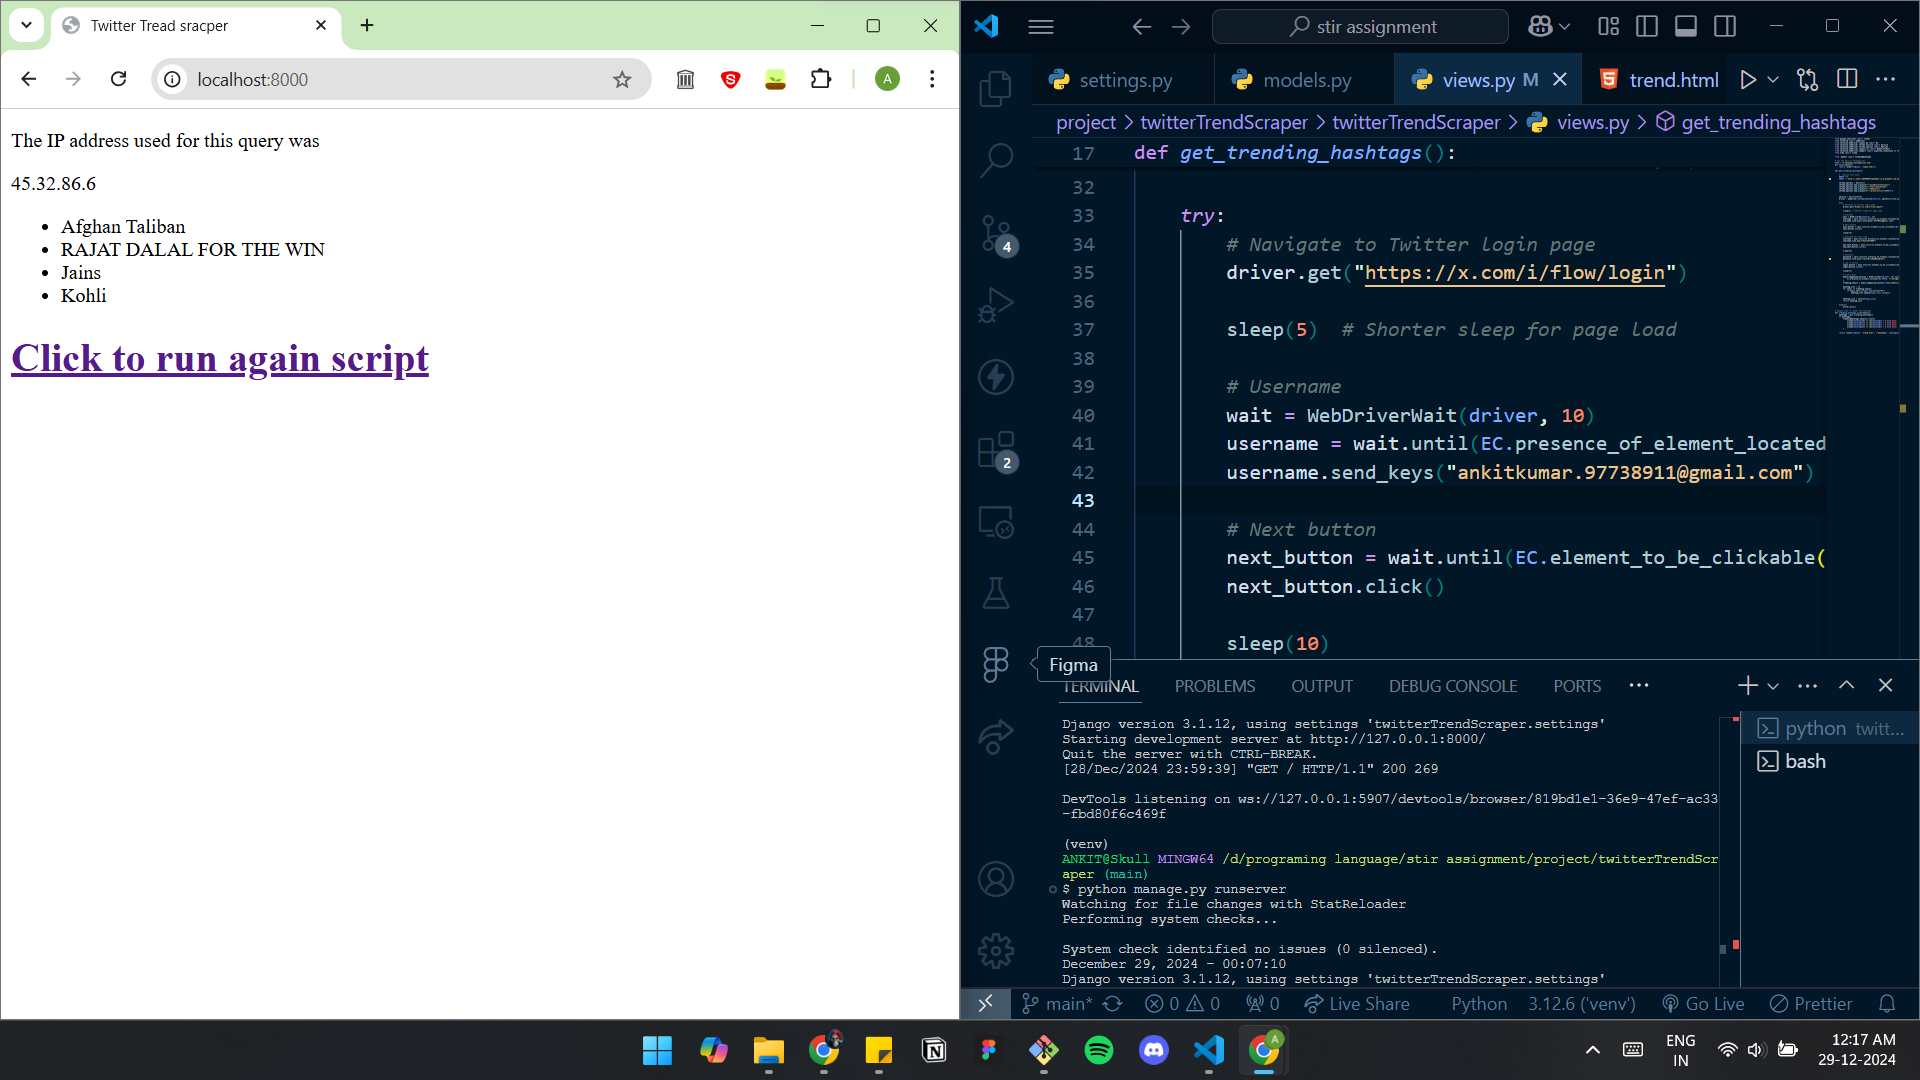 Twitter Tread sracper
localhost:8000
A
The IP address used for this query was
45.32.86.6
Afghan Taliban
RAJAT DALAL FOR THE WIN
Jains
Kohli
Click to run again script
stir assignment
settings.py
models.py
views.py M
trend.html
project > twitterTrendScraper > twitterTrendScraper > views.py > get_trending_hashtags
17 def get_trending_hashtags():
32
33 try:
34 # Navigate to Twitter login page
35 driver.get("https://x.com/i/flow/login")
36
37 sleep(5) # Shorter sleep for page load
38
39 # Username
40 wait = WebDriverWait(driver, 10)
41 username = wait.until(EC.presence_of_element_located
42 username.send_keys("ankitkumar.97738911@gmail.com")
43
44 # Next button
45 next_button = wait.until(EC.element_to_be_clickable(
46 next_button.click()
47
48 sleep(10)
4
2
Figma
TERMINAL PROBLEMS OUTPUT DEBUG CONSOLE PORTS
Django version 3.1.12, using settings 'twitterTrendScraper.settings'
Starting development server at http://127.0.0.1:8000/
Quit the server with CTRL-BREAK.
[28/Dec/2024 23:59:39] "GET / HTTP/1.1" 200 269
DevTools listening on ws://127.0.0.1:5907/devtools/browser/819bd1e1-36e9-47ef-ac33
-fbd80f6c469f
(venv)
ANKIT@Skull MINGW64 /d/programing language/stir assignment/project/twitterTrendScr
aper (main)
$ python manage.py runserver
Watching for file changes with StatReloader
Performing system checks...
System check identified no issues (0 silenced).
December 29, 2024 - 00:07:10
Django version 3.1.12, using settings 'twitterTrendScraper.settings'
python twitt...
bash
main* 0 0 0 Live Share Python 3.12.6 ('venv') Go Live Prettier
ENG
IN
12:17 AM
29-12-2024